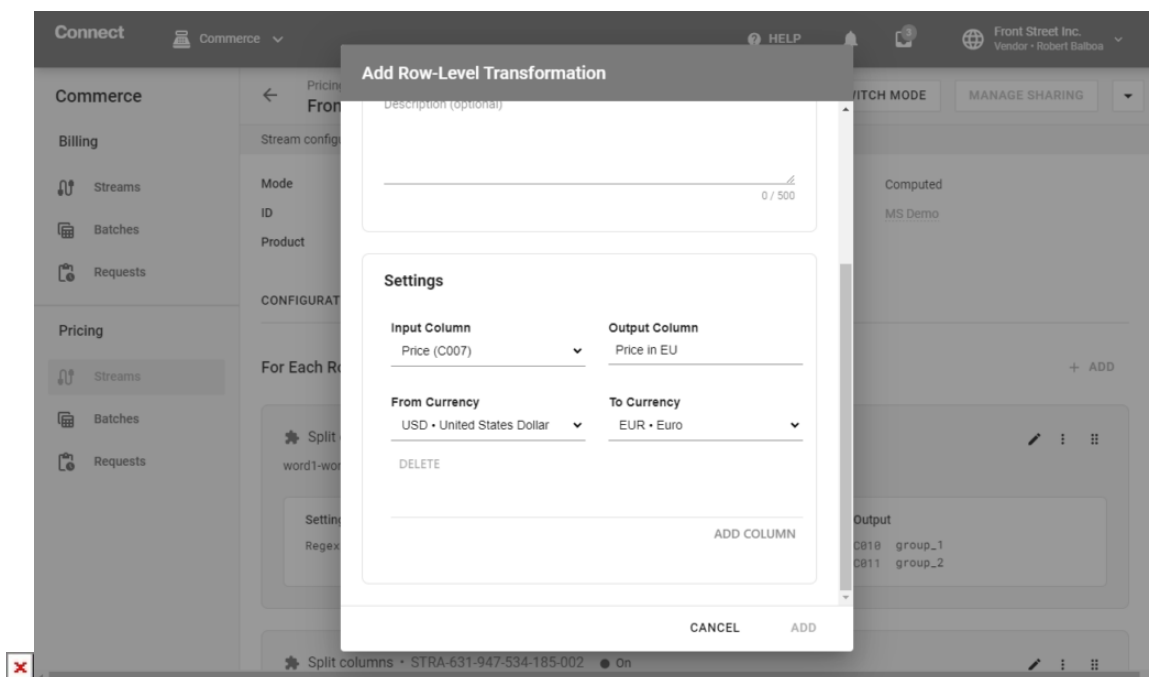 Connect
Commerce
HELP
3
Front Street Inc.
Vendor • Robert Balboa
Add Row-Level Transformation
Commerce
Pricing
Fron
ITCH MODE
MANAGE SHARING
Description (optional)
Billing
Stream configu
Streams
Mode
0 / 500
Computed
ID
MS Demo
Batches
Product
Requests
Settings
CONFIGURAT
Input Column
Output Column
Pricing
Price (C007)
Price in EU
For Each Ro
+ ADD
Streams
From Currency
To Currency
Batches
USD • United States Dollar
EUR • Euro
Split
Requests
word1-wor
DELETE
Setting
Output
Regex
ADD COLUMN
C010 group_1
C011 group_2
CANCEL
ADD
Split columns • STRA-631-947-534-185-002 ● On